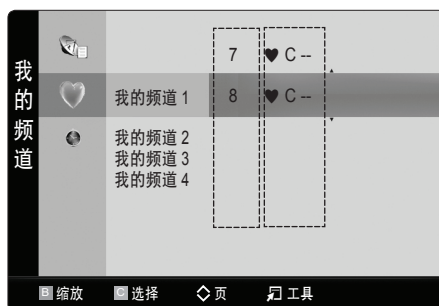 我的频道
7 ♥ C --
我的频道 1 8 ♥ C --
我的频道 2
我的频道 3
我的频道 4
B 缩放 C 选择 页 工具